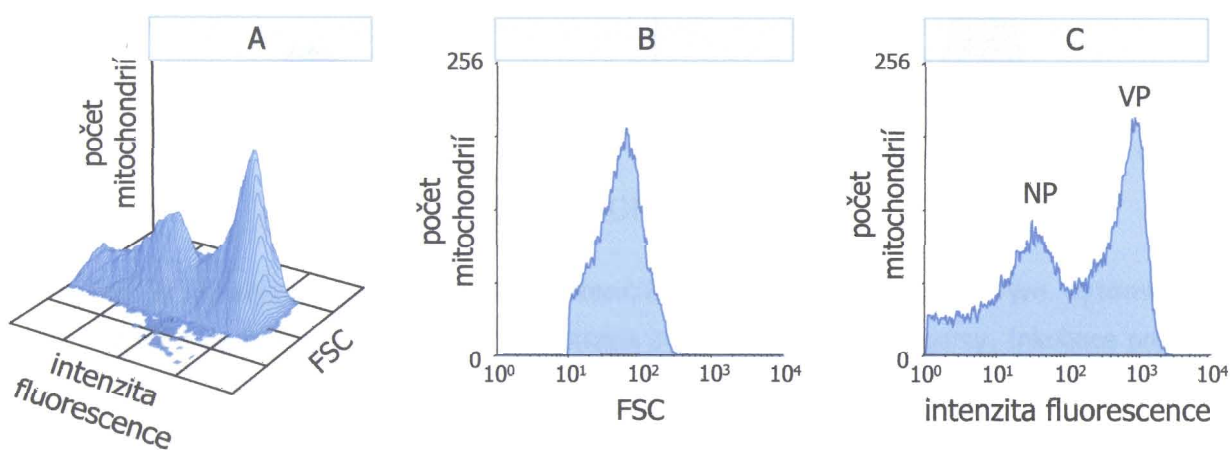 A
počet
mitochondrií
intenzita
fluorescence
FSC
B
256
počet
mitochondrií
0
10⁰
10¹
10²
10³
10⁴
FSC
C
256
VP
NP
počet
mitochondrií
0
10⁰
10¹
10²
10³
10⁴
intenzita fluorescence